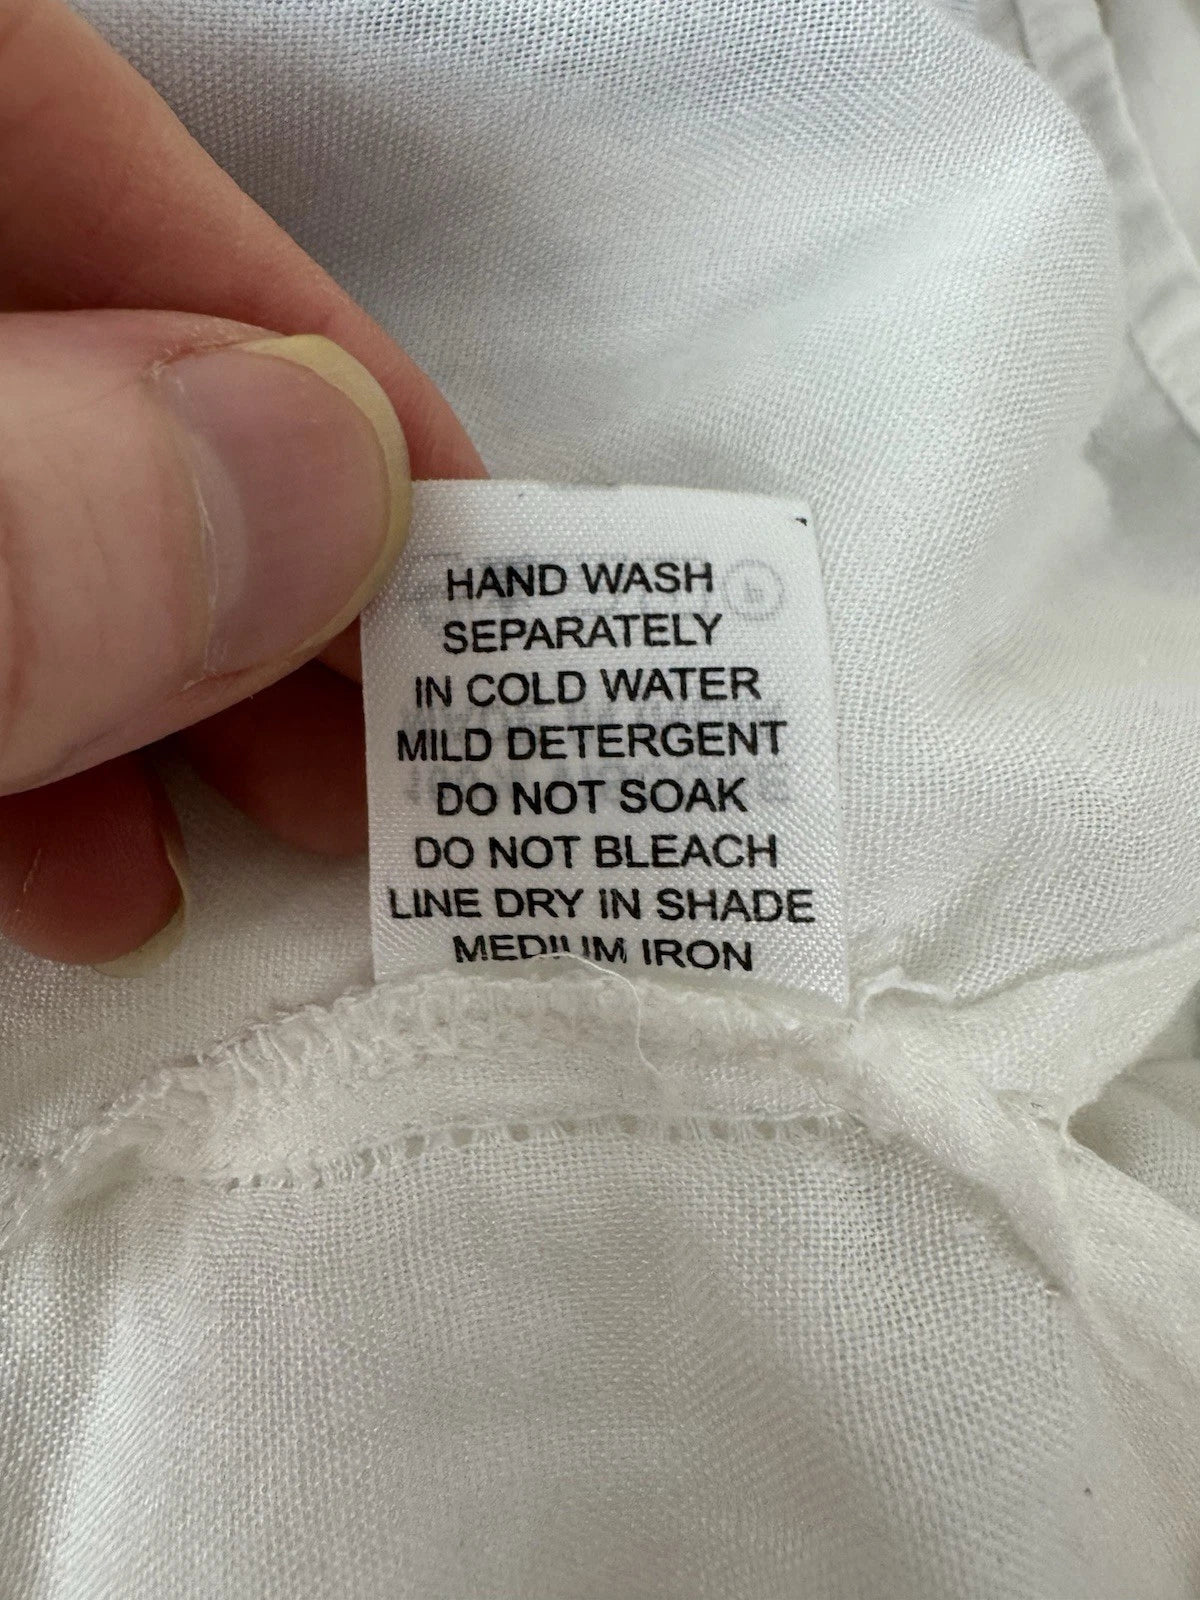 HAND WASH
SEPARATELY
IN COLD WATER
MILD DETERGENT
DO NOT SOAK
DO NOT BLEACH
LINE DRY IN SHADE
MEDIUM IRON